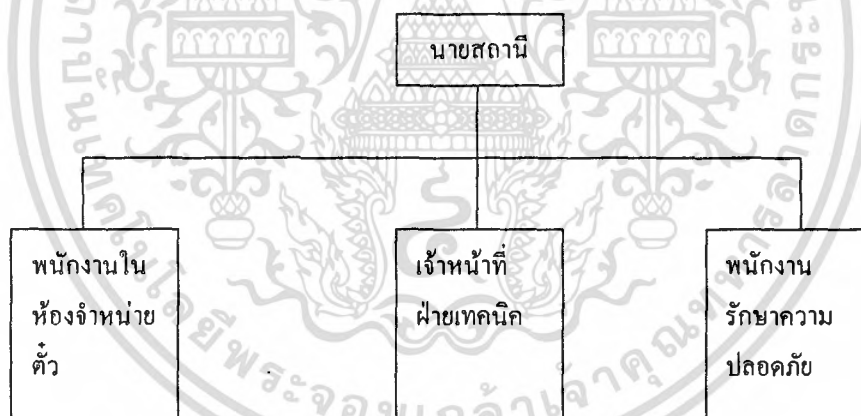 นายสถานี
พนักงานใน
ห้องจำหน่าย
ตั๋ว
เจ้าหน้าที่
ฝ่ายเทคนิค
พนักงาน
รักษาความ
ปลอดภัย